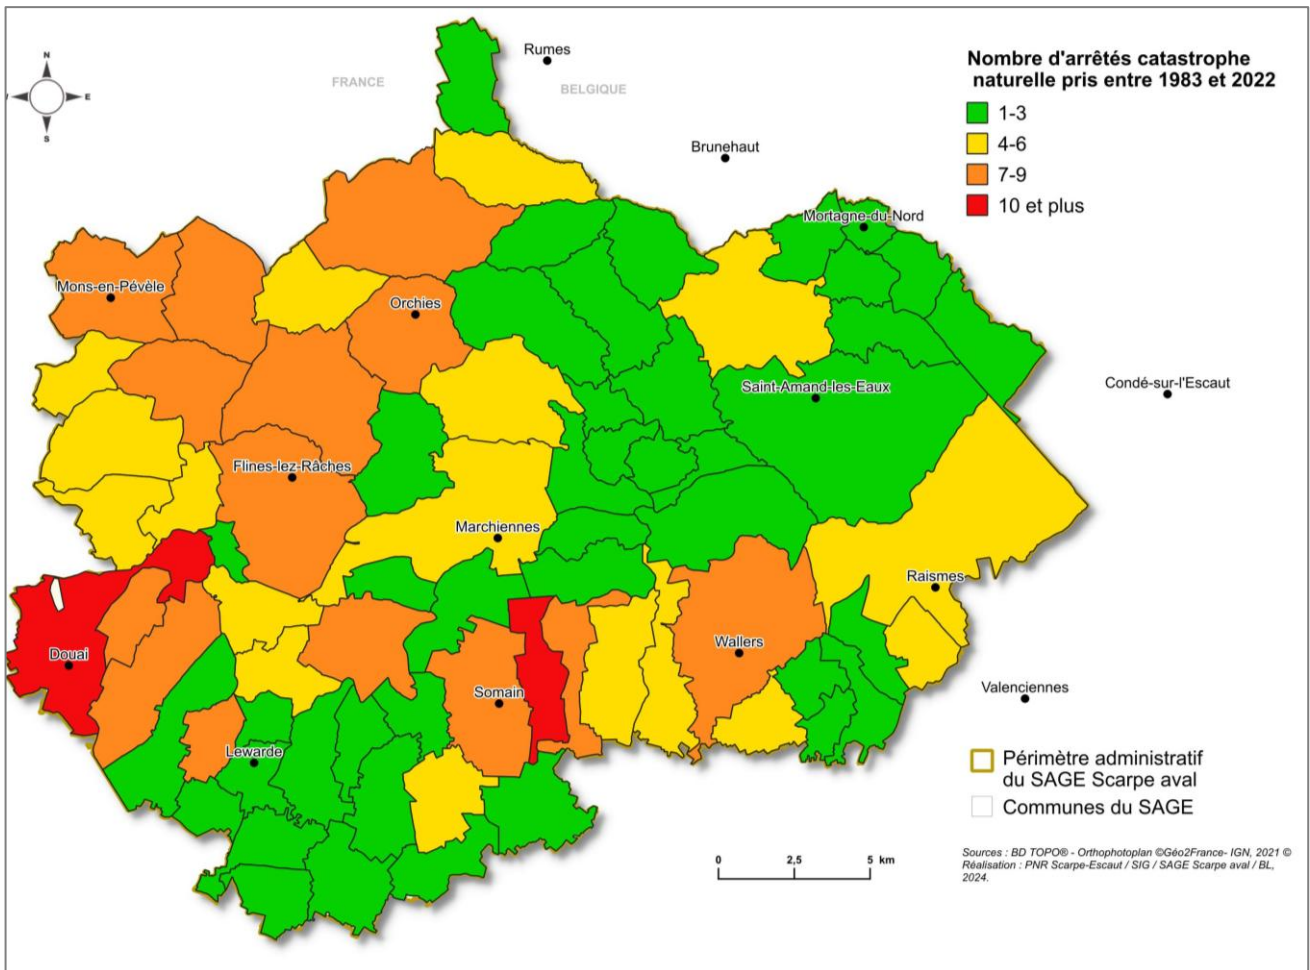 N
E
S
Rumes
FRANCE
BELGIQUE
Brunehaut
Nombre d'arrêtés catastrophe
naturelle pris entre 1983 et 2022
1-3
4-6
7-9
10 et plus
Mortagne-du-Nord
Mons-en-Pévèle
Orchies
Saint-Amand-les-Eaux
Condé-sur-l'Escaut
Flines-lez-Râches
Marchiennes
Raismes
Douai
Wallers
Somain
Valenciennes
Lewarde
Périmètre administratif
du SAGE Scarpe aval
Communes du SAGE
0 2,5 5 km
Sources : BD TOPO® - Orthophotoplan ©Géo2France- IGN, 2021 ©
Réalisation : PNR Scarpe-Escaut / SIG / SAGE Scarpe aval / BL,
2024.